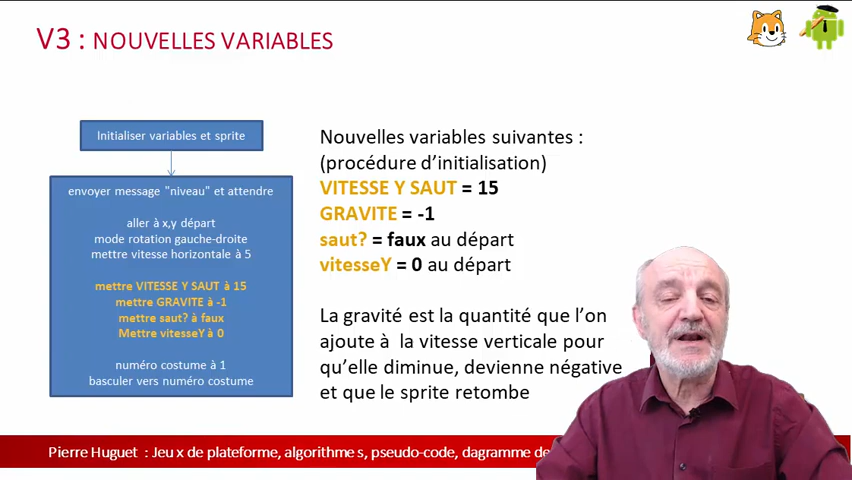 V3 : NOUVELLES VARIABLES
Initialiser variables et sprite
envoyer message "niveau" et attendre
aller à x,y départ
mode rotation gauche-droite
mettre vitesse horizontale à 5
mettre VITESSE Y SAUT à 15
mettre GRAVITE à -1
mettre saut? à faux
Mettre vitesseY à 0
numéro costume à 1
basculer vers numéro costume
Nouvelles variables suivantes :
(procédure d’initialisation)
VITESSE Y SAUT = 15
GRAVITE = -1
saut? = faux au départ
vitesseY = 0 au départ
La gravité est la quantité que l’on
ajoute à la vitesse verticale pour
qu’elle diminue, devienne négative
et que le sprite retombe
Pierre Huguet : Jeu x de plateforme, algorithme s, pseudo-code, dagramme de